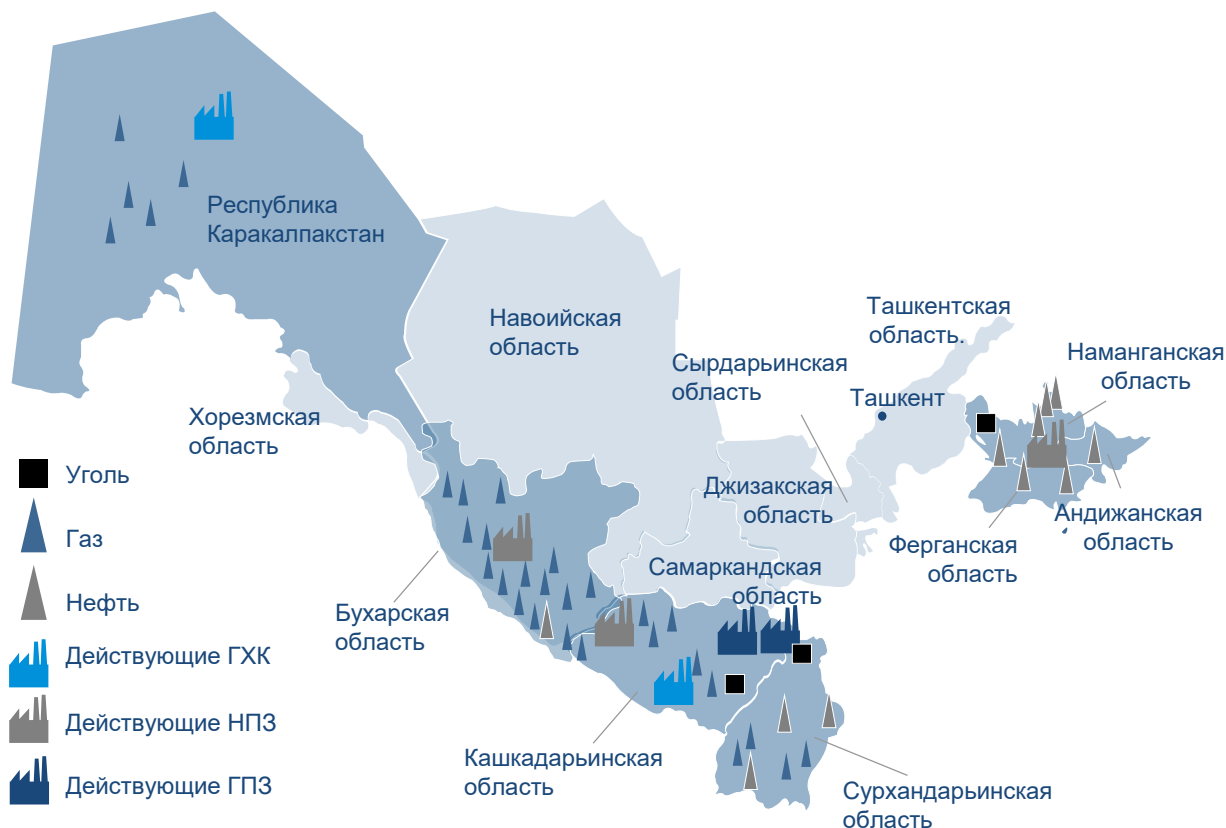 Республика
Каракалпакстан
Навоийская
область
Ташкентская
область.
Сырдарьинская
область
Наманганская
область
Ташкент
Хорезмская
область
Джизакская
область
Андижанская
область
Ферганская
область
Самаркандская
область
Бухарская
область
Кашкадарьинская
область
Сурхандарьинская
область
Уголь
Газ
Нефть
Действующие ГХК
Действующие НПЗ
Действующие ГПЗ